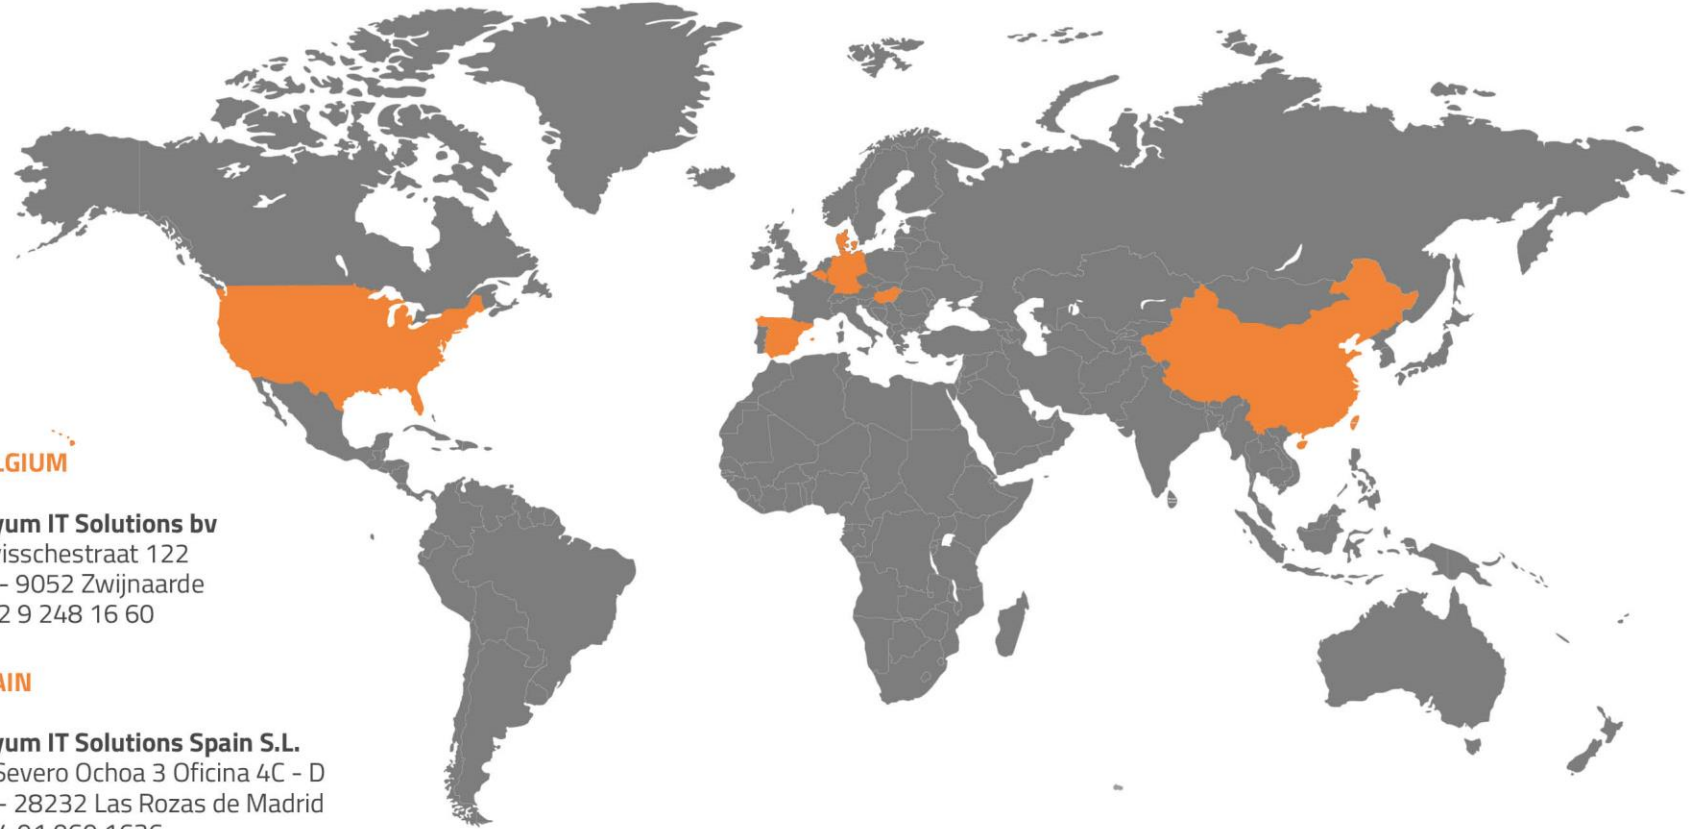 LGIUM
yum IT Solutions bv
isschestraat 122
- 9052 Zwijnaarde
2 9 248 16 60
AIN
yum IT Solutions Spain S.L.
Severo Ochoa 3 Oficina 4C - D
- 28232 Las Rozas de Madrid